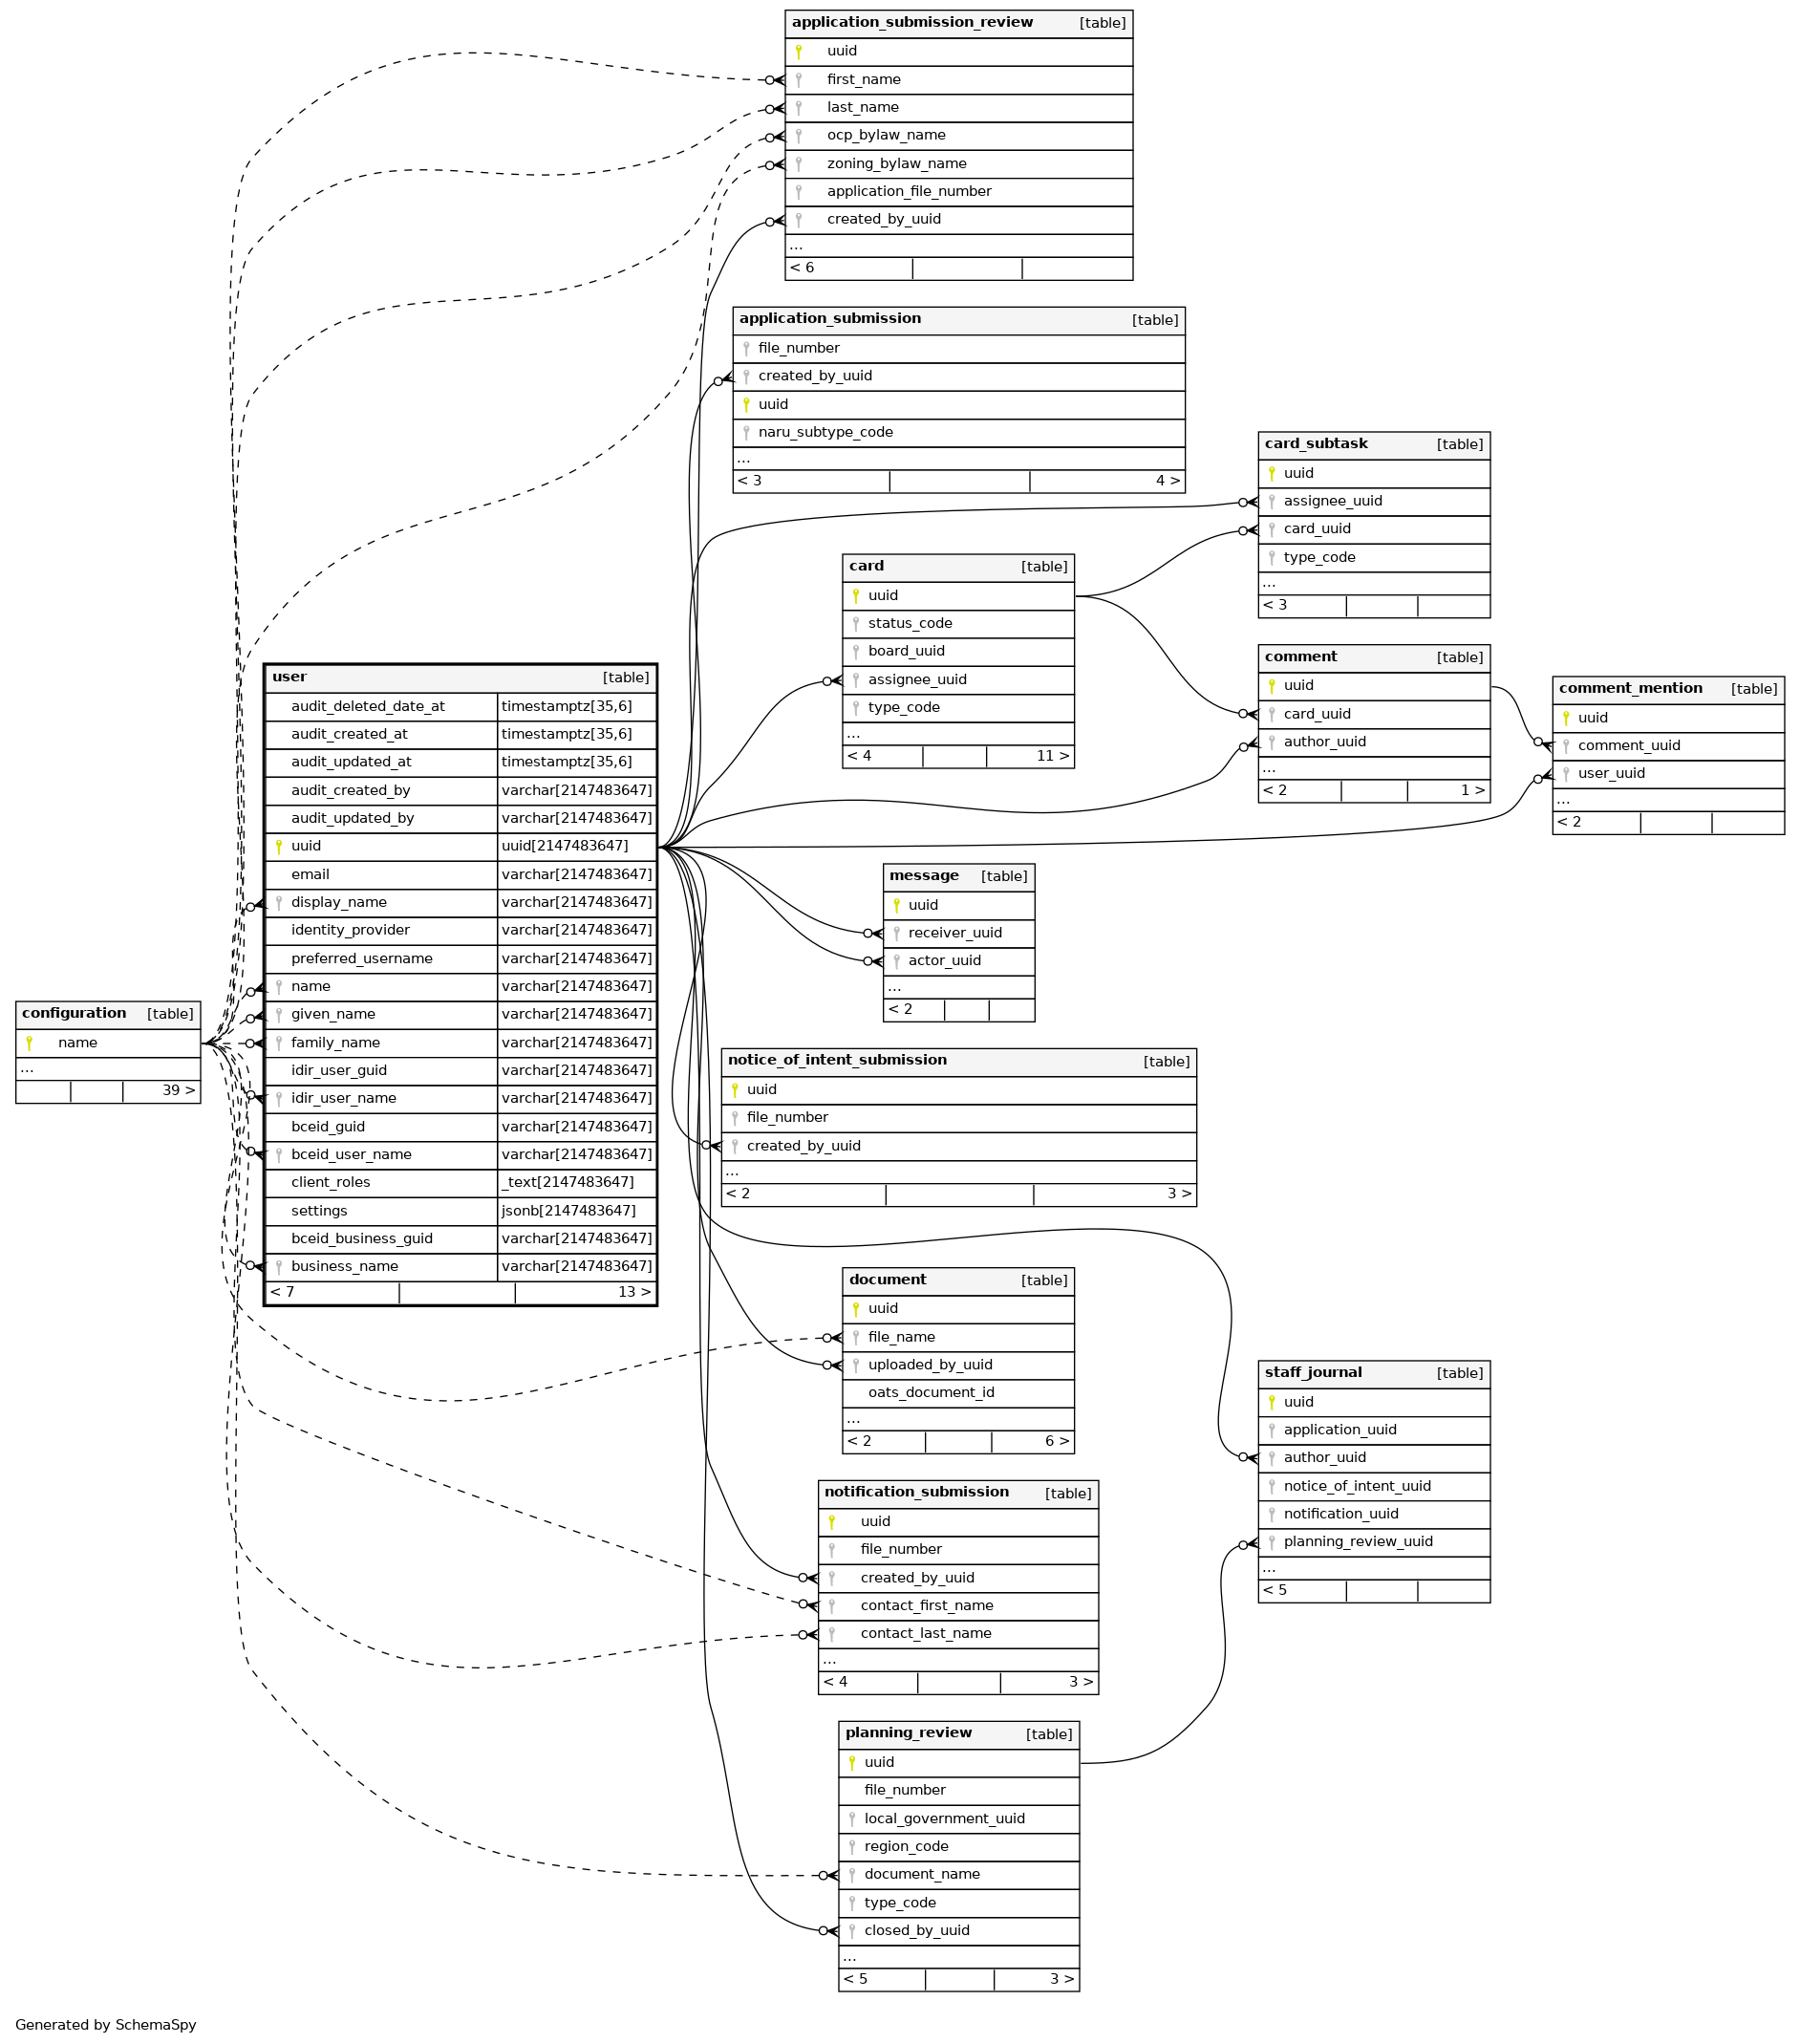 application_submission_review [table]
uuid
first_name
last_name
ocp_bylaw_name
zoning_bylaw_name
application_file_number
created_by_uuid
...
< 6
application_submission [table]
file_number
created_by_uuid
uuid
naru_subtype_code
...
< 3 4 >
card_subtask [table]
uuid
assignee_uuid
card_uuid
type_code
...
< 3
card [table]
uuid
status_code
board_uuid
assignee_uuid
type_code
...
< 4 11 >
comment [table]
uuid
card_uuid
author_uuid
...
< 2 1 >
comment_mention [table]
uuid
comment_uuid
user_uuid
...
< 2
user [table]
audit_deleted_date_at timestamptz[35,6]
audit_created_at timestamptz[35,6]
audit_updated_at timestamptz[35,6]
audit_created_by varchar[2147483647]
audit_updated_by varchar[2147483647]
uuid uuid[2147483647]
email varchar[2147483647]
display_name varchar[2147483647]
identity_provider varchar[2147483647]
preferred_username varchar[2147483647]
name varchar[2147483647]
given_name varchar[2147483647]
family_name varchar[2147483647]
idir_user_guid varchar[2147483647]
idir_user_name varchar[2147483647]
bceid_guid varchar[2147483647]
bceid_user_name varchar[2147483647]
client_roles _text[2147483647]
settings jsonb[2147483647]
bceid_business_guid varchar[2147483647]
business_name varchar[2147483647]
< 7 13 >
message [table]
uuid
receiver_uuid
actor_uuid
...
< 2
configuration [table]
name
...
39 >
notice_of_intent_submission [table]
uuid
file_number
created_by_uuid
...
< 2 3 >
document [table]
uuid
file_name
uploaded_by_uuid
oats_document_id
...
< 2 6 >
staff_journal [table]
uuid
application_uuid
author_uuid
notice_of_intent_uuid
notification_uuid
planning_review_uuid
...
< 5
notification_submission [table]
uuid
file_number
created_by_uuid
contact_first_name
contact_last_name
...
< 4 3 >
planning_review [table]
uuid
file_number
local_government_uuid
region_code
document_name
type_code
closed_by_uuid
...
< 5 3 >
Generated by SchemaSpy